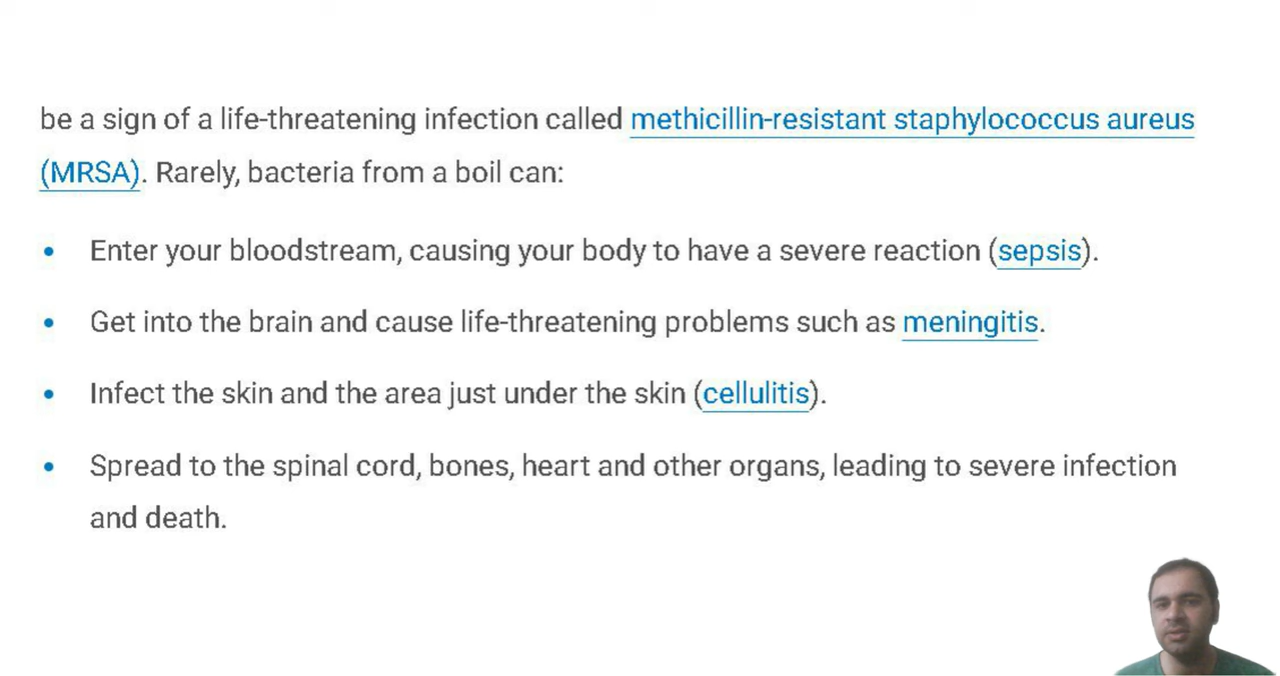 be a sign of a life-threatening infection called methicillin-resistant staphylococcus aureus
(MRSA). Rarely, bacteria from a boil can:
• Enter your bloodstream, causing your body to have a severe reaction (sepsis).
• Get into the brain and cause life-threatening problems such as meningitis.
• Infect the skin and the area just under the skin (cellulitis).
• Spread to the spinal cord, bones, heart and other organs, leading to severe infection
and death.